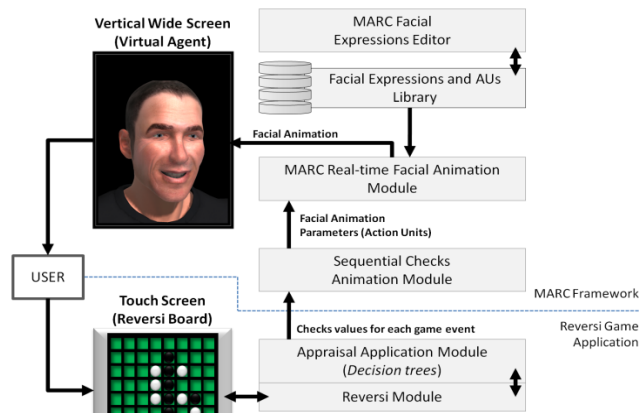 Vertical Wide Screen
(Virtual Agent)
MARC Facial
Expressions Editor
Facial Expressions and AUs
Library
Facial Animation
MARC Real-time Facial Animation
Module
Facial Animation
Parameters (Action Units)
Sequential Checks
Animation Module
USER
MARC Framework
Touch Screen
(Reversi Board)
Reversi Game
Application
Checks values for each game event
Appraisal Application Module
(Decision trees)
Reversi Module